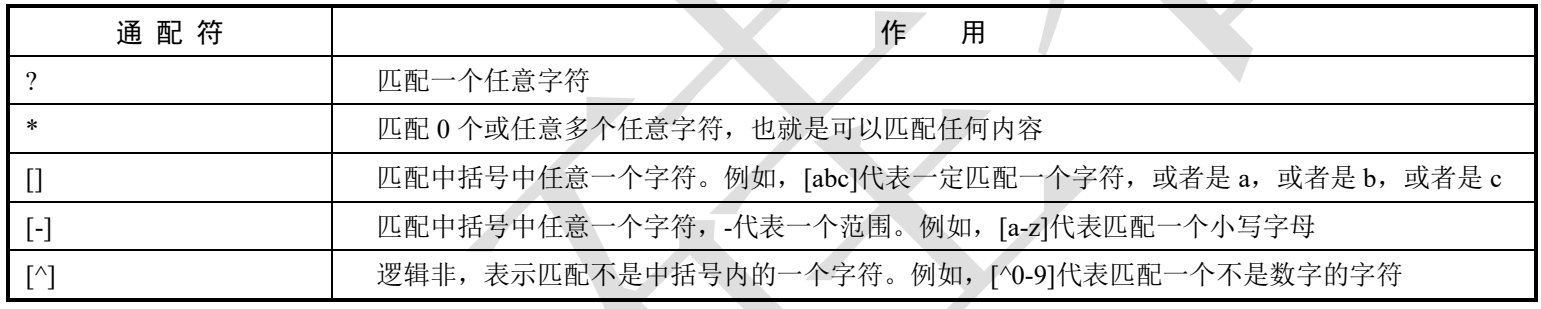 通 配 符 作 用
? 匹配一个任意字符
* 匹配 0 个或任意多个任意字符，也就是可以匹配任何内容
[] 匹配中括号中任意一个字符。例如，[abc]代表一定匹配一个字符，或者是 a，或者是 b，或者是 c
[-] 匹配中括号中任意一个字符，-代表一个范围。例如，[a-z]代表匹配一个小写字母
[^] 逻辑非，表示匹配不是中括号内的一个字符。例如，[^0-9]代表匹配一个不是数字的字符